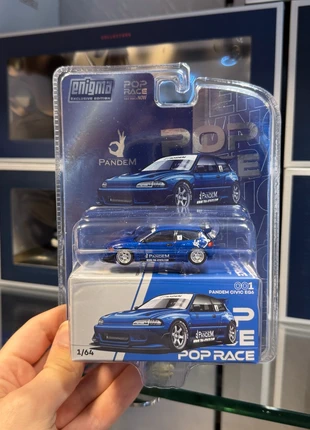 enigma
EXCLUSIVE EDITION
POP
RACE
PANDEM
POP
PANDEM
PANDEM
001
PANDEM CIVIC EG6
PANDEM
1/64
POP RACE